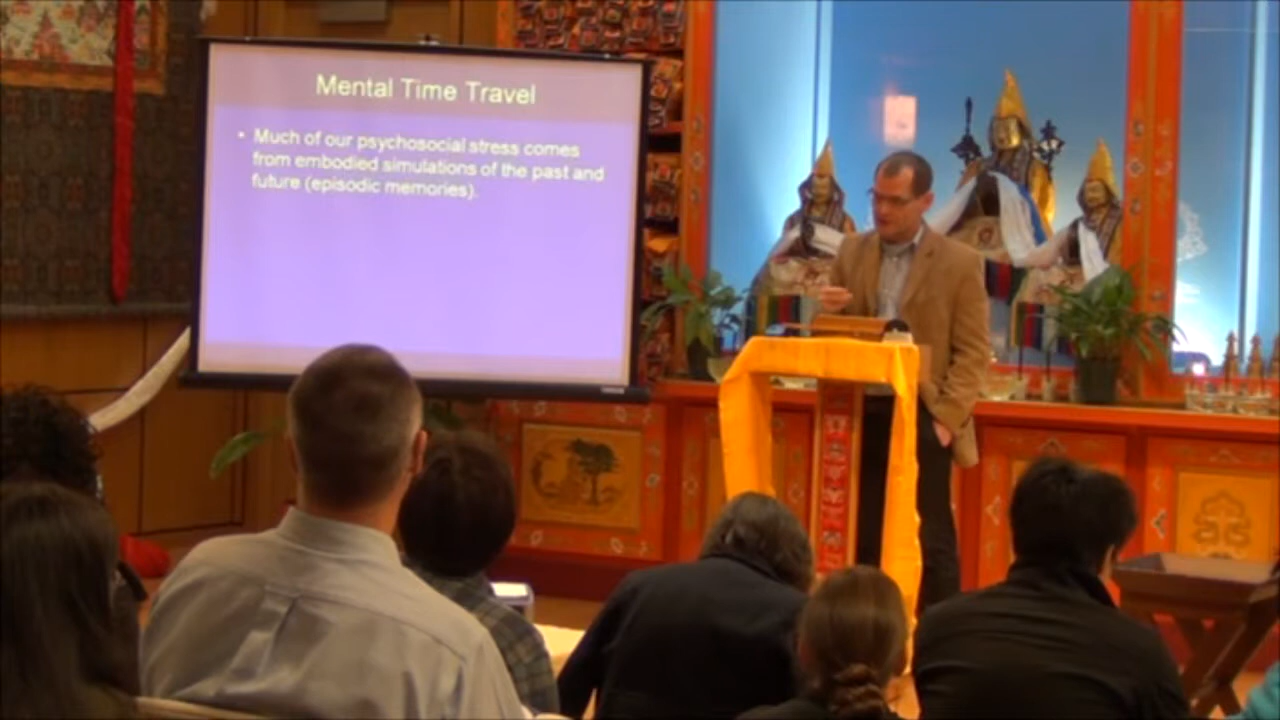 Mental Time Travel
• Much of our psychosocial stress comes
from embodied simulations of the past and
future (episodic memories).